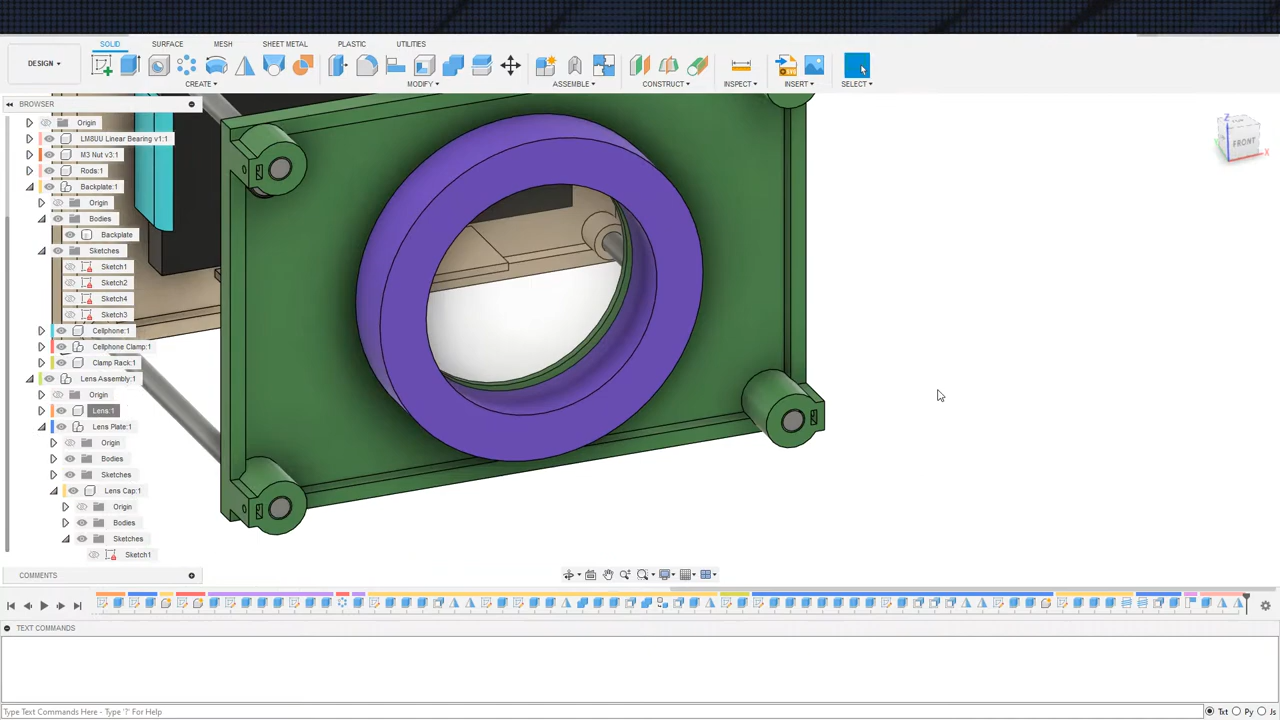 SOLID SURFACE MESH SHEET METAL PLASTIC UTILITIES
DESIGN ▾
CREATE ▾ MODIFY ▾ ASSEMBLE ▾ CONSTRUCT ▾ INSPECT ▾ INSERT ▾ SELECT ▾
BROWSER
Origin
LM8UU Linear Bearing v1:1
M3 Nut v3:1
Rods:1
Backplate:1
Origin
Bodies
Backplate
Sketches
Sketch1
Sketch2
Sketch4
Sketch3
Cellphone:1
Cellphone Clamp:1
Clamp Rack:1
Lens Assembly:1
Origin
Lens:1
Lens Plate:1
Origin
Bodies
Sketches
Lens Cap:1
Origin
Bodies
Sketches
Sketch1
Z
FRONT
X
COMMENTS
TEXT COMMANDS
Type Text Commands Here - Type '?' For Help
Txt Py Js